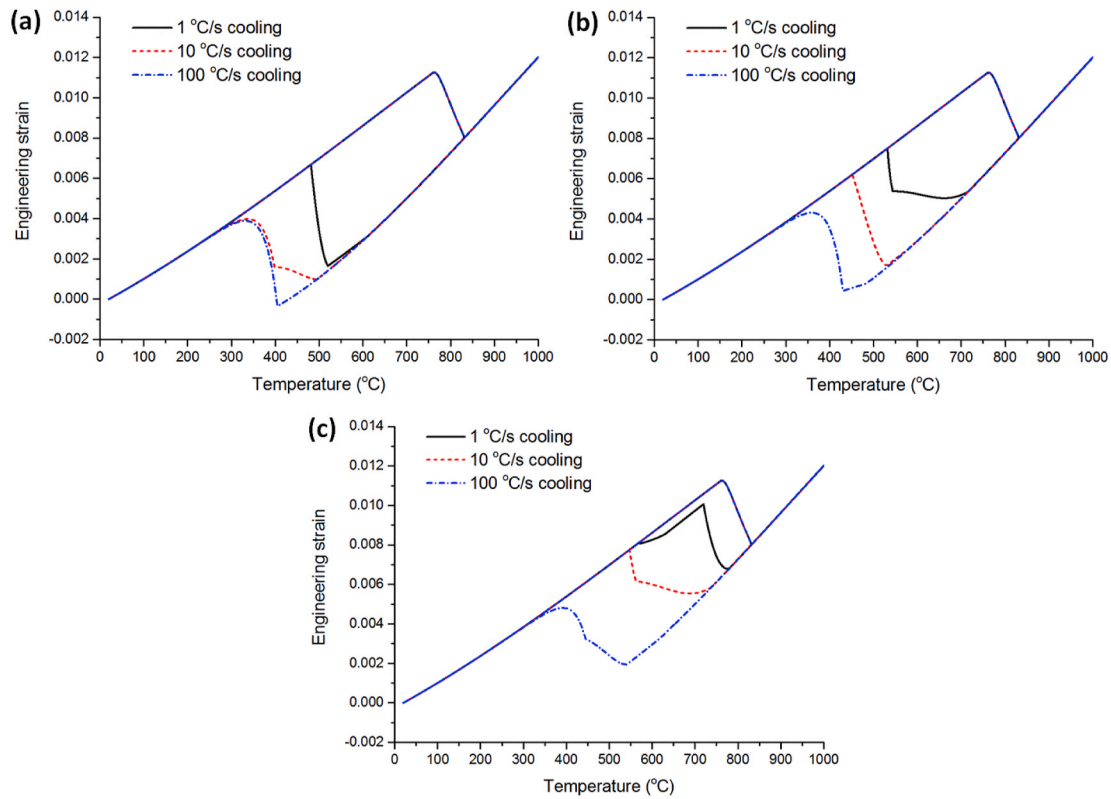 (a)
1 °C/s cooling
10 °C/s cooling
100 °C/s cooling
0.014
0.012
0.010
0.008
0.006
0.004
0.002
0.000
-0.002
Engineering strain
0 100 200 300 400 500 600 700 800 900 1000
Temperature (°C)
(b)
1 °C/s cooling
10 °C/s cooling
100 °C/s cooling
0.014
0.012
0.010
0.008
0.006
0.004
0.002
0.000
-0.002
Engineering strain
0 100 200 300 400 500 600 700 800 900 1000
Temperature (°C)
(c)
1 °C/s cooling
10 °C/s cooling
100 °C/s cooling
0.014
0.012
0.010
0.008
0.006
0.004
0.002
0.000
-0.002
Engineering strain
0 100 200 300 400 500 600 700 800 900 1000
Temperature (°C)